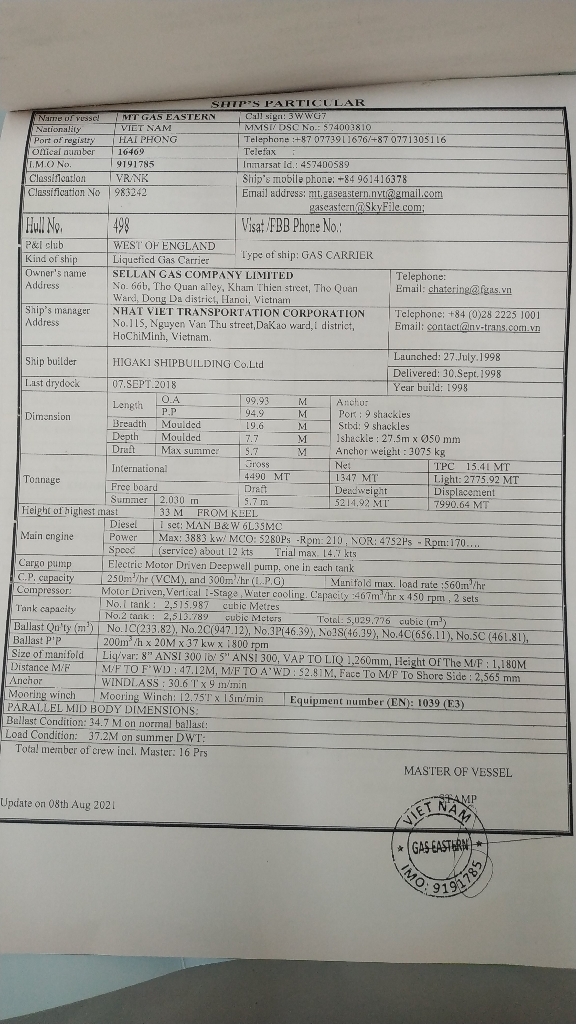 SHIP'S PARTICULAR
Name of vessel MT GAS EASTERN Call sign: 3WWG7
Nationality VIET NAM MMSI/ DSC No.: 574003810
Port of registry HAI PHONG Telephone :+87 0773911676/+87 0771305116
Offical number 16469 Telefax :
I.M.O No. 9191785 Inmarsat Id.: 457400589
Classification VR/NK Ship's mobile phone: +84 961416378
Classification No 983242 Email address: mt.gaseastern.nvt@gmail.com
gaseastern@SkyFile.com;
Hull No. 498 Visat /FBB Phone No.:
P&I club WEST OF ENGLAND
Kind of ship Liquefied Gas Carrier Type of ship: GAS CARRIER
Owner's name SELLAN GAS COMPANY LIMITED Telephone:
Address No. 66b, Tho Quan alley, Kham Thien street, Tho Quan Email: chatering@fgas.vn
Ward, Dong Da district, Hanoi, Vietnam
Ship's manager NHAT VIET TRANSPORTATION CORPORATION Telephone: +84 (0)28 2225 1001
Address No.115, Nguyen Van Thu street,DaKao ward,1 district, Email: contact@nv-trans.com.vn
HoChiMinh, Vietnam.
Ship builder HIGAKI SHIPBUILDING Co.Ltd Launched: 27.July.1998
Delivered: 30.Sept.1998
Last drydock 07.SEPT.2018 Year build: 1998
Dimension Length O.A 99.93 M Anchor
P.P 94.9 M Port : 9 shackles
Breadth Moulded 19.6 M Stbd: 9 shackles
Depth Moulded 7.7 M 1shackle : 27.5m x Ø50 mm
Draft Max summer 5.7 M Anchor weight : 3075 kg
Tonnage International Gross Net TPC 15.41 MT
4490 MT 1347 MT Light: 2775.92 MT
Free board Draft Deadweight Displacement
Summer 2.030 m 5.7 m 5214.92 MT 7990.64 MT
Height of highest mast 33 M FROM KEEL
Main engine Diesel 1 set: MAN B&W 6L35MC
Power Max: 3883 kw/ MCO: 5280Ps -Rpm: 210 , NOR: 4752Ps - Rpm:170....
Speed (service) about 12 kts Trial max. 14.7 kts
Cargo pump Electric Motor Driven Deepwell pump, one in each tank
C.P. capacity 250m³/hr (VCM), and 300m³/hr (L.P.G) Manifold max. load rate :560m³/hr
Compressor: Motor Driven,Vertical 1-Stage ,Water cooling. Capacity :467m³/hr x 450 rpm , 2 sets
Tank capacity No.1 tank : 2,515.987 cubic Metres
No.2 tank : 2,513.789 cubic Meters Total: 5,029.776 cubic (m³)
Ballast Qn'ty (m³) No.1C(233.82), No.2C(947.12), No.3P(46.39), No3S(46.39), No.4C(656.11), No.5C (461.81),
Ballast P'P 200m³/h x 20M x 37 kw x 1800 rpm
Size of manifold Liq/var: 8" ANSI 300 lb/ 5" ANSI 300, VAP TO LIQ 1,260mm, Height Of The M/F : 1,180M
Distance M/F M/F TO F'WD : 47.12M, M/F TO A'WD : 52.81M, Face To M/F To Shore Side : 2,565 mm
Anchor WINDLASS : 30.6 T x 9 m/min
Mooring winch Mooring Winch: 12.75T x 15m/min Equipment number (EN): 1039 (E3)
PARALLEL MID BODY DIMENSIONS:
Ballast Condition: 34.7 M on normal ballast:
Load Condition: 37.2M on summer DWT:
Total member of crew incl. Master: 16 Prs
MASTER OF VESSEL
STAMP
Update on 08th Aug 2021
VIET NAM
GAS EASTERN
IMO: 9191785